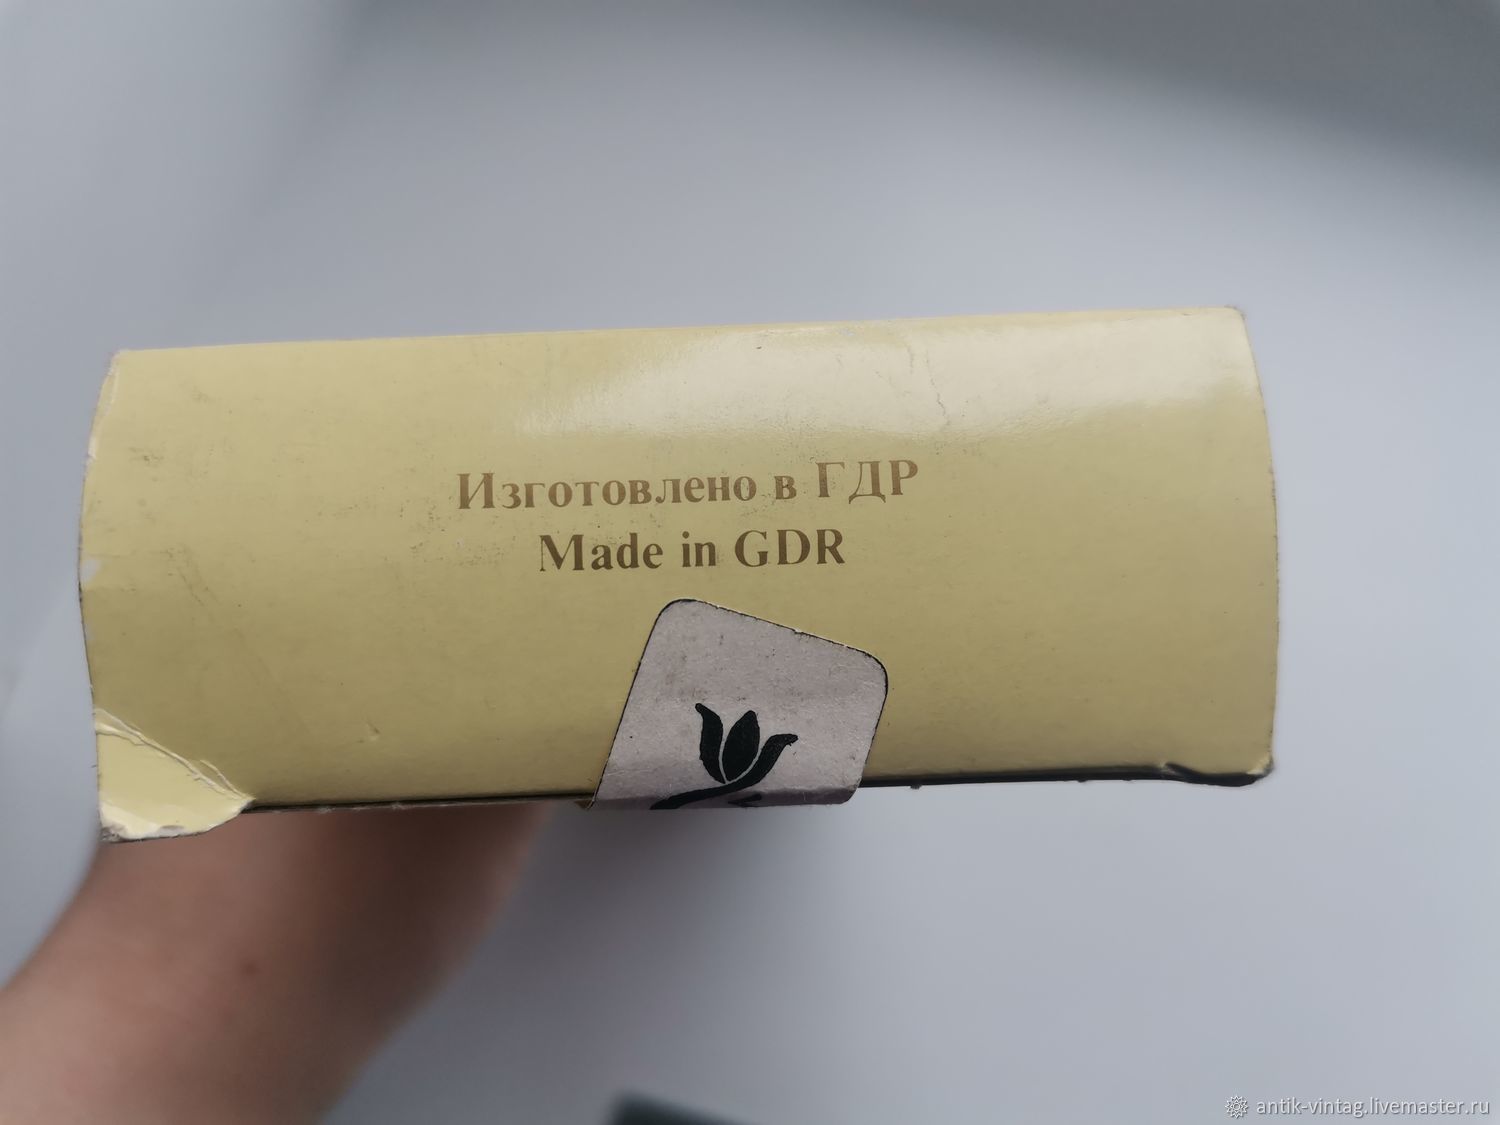 Изготовлено в ГДР
Made in GDR
antik-vintag.livemaster.ru